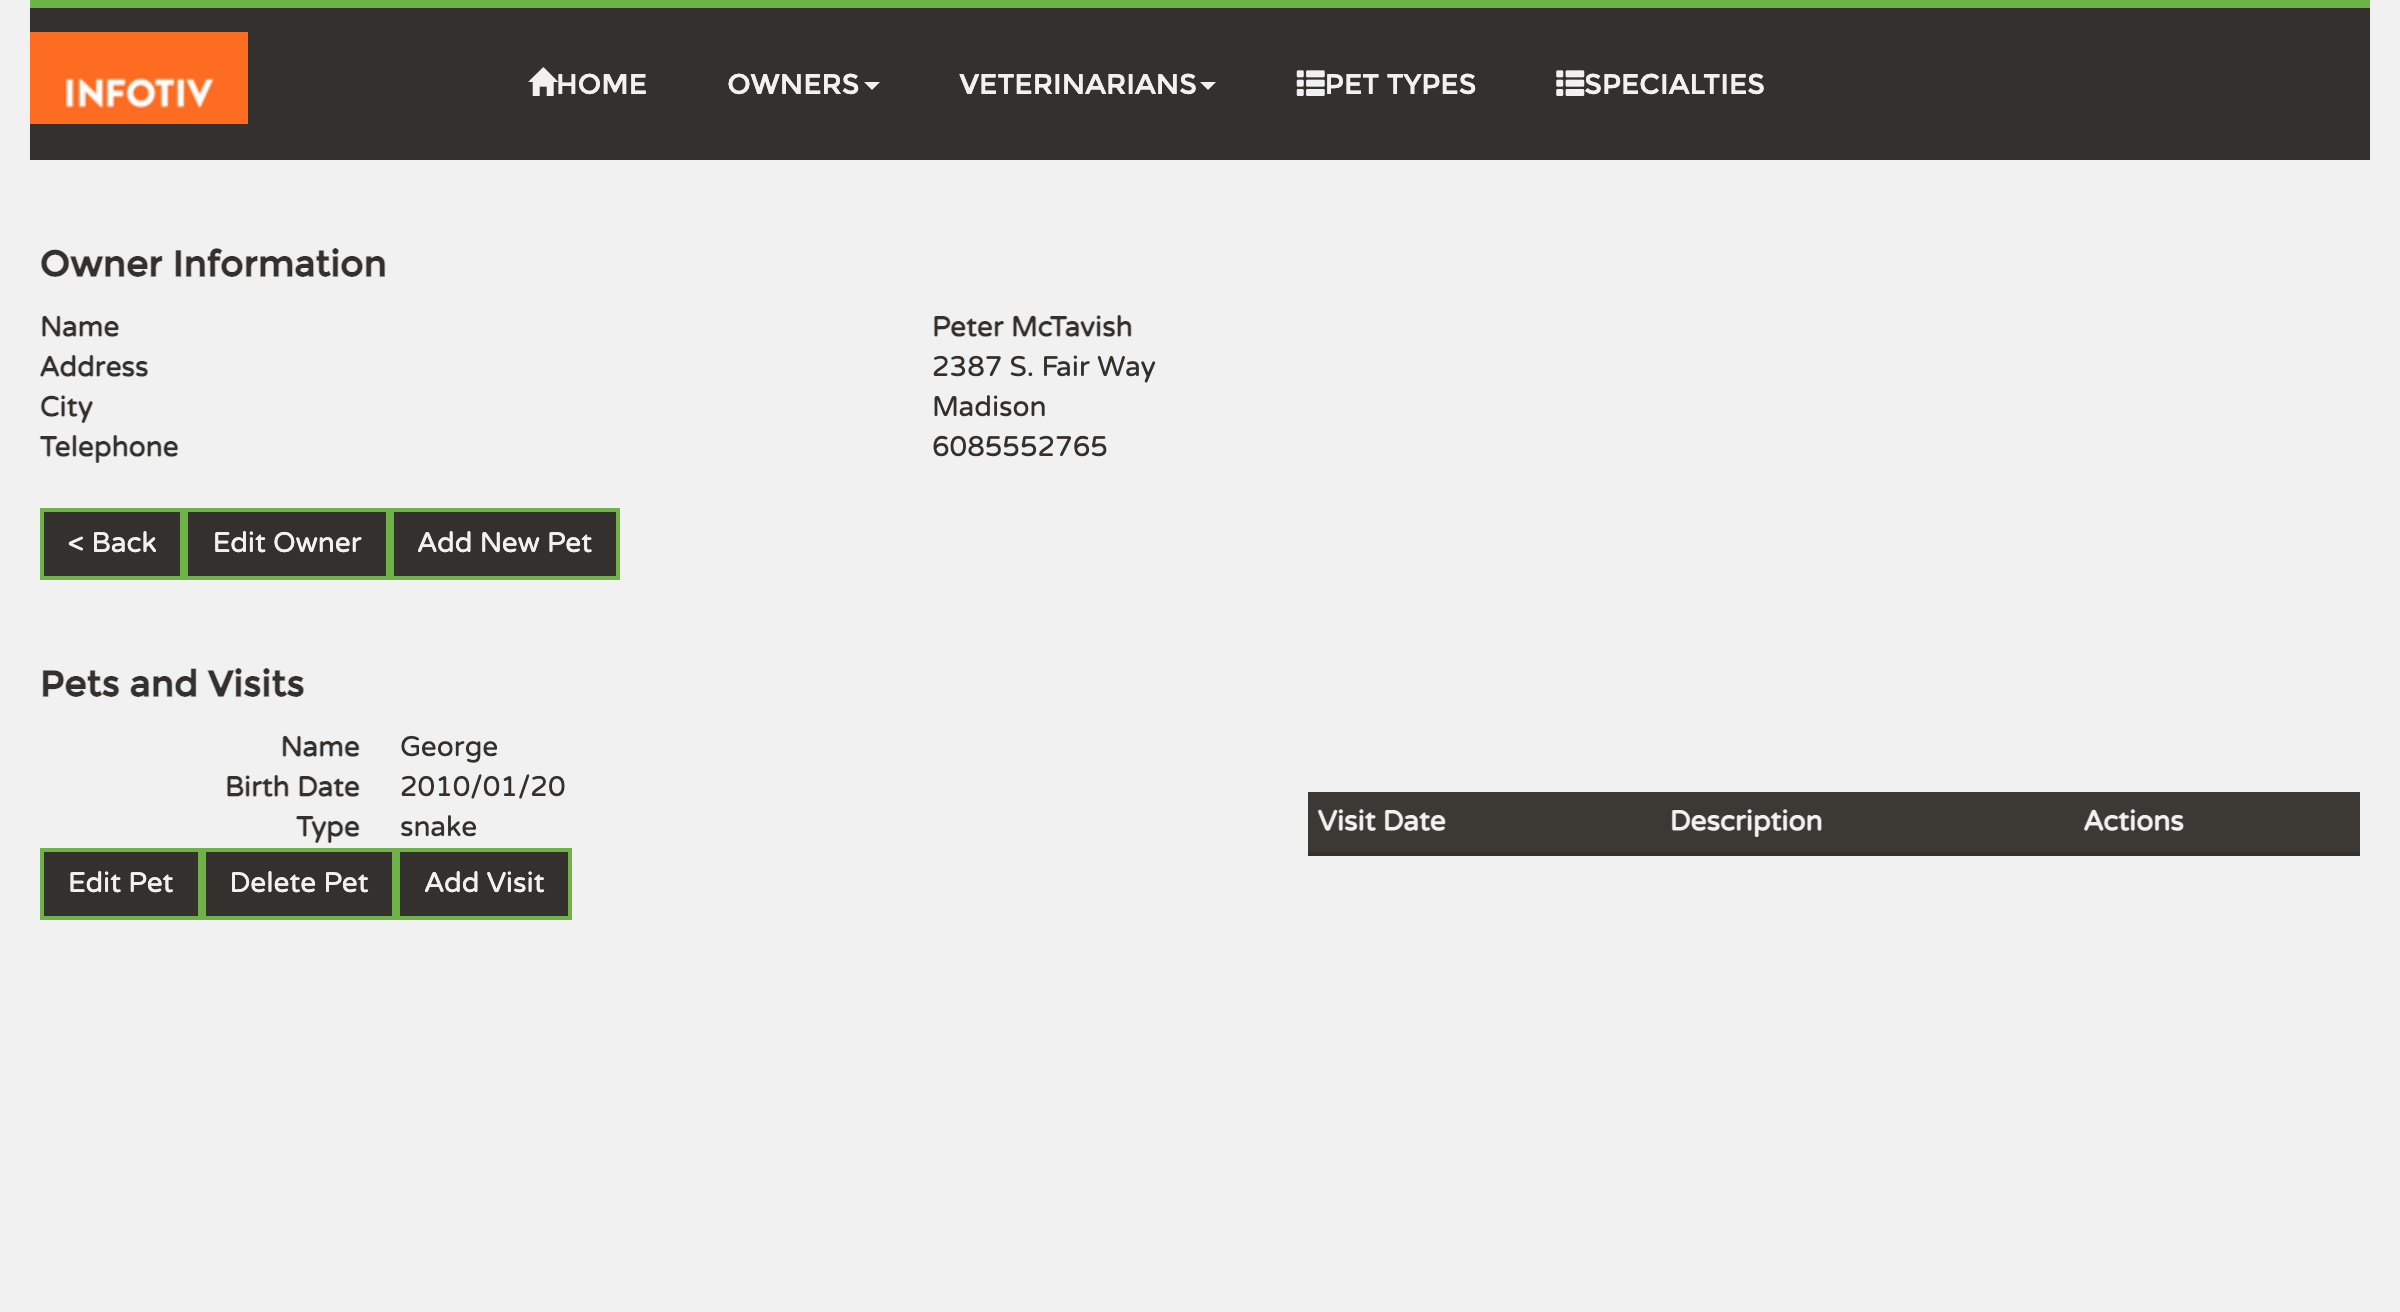 INFOTIV
HOME OWNERS VETERINARIANS PET TYPES SPECIALTIES
Owner Information
Name Peter McTavish
Address 2387 S. Fair Way
City Madison
Telephone 6085552765
< Back Edit Owner Add New Pet
Pets and Visits
Name George
Birth Date 2010/01/20
Type snake
Visit Date Description Actions
Edit Pet Delete Pet Add Visit